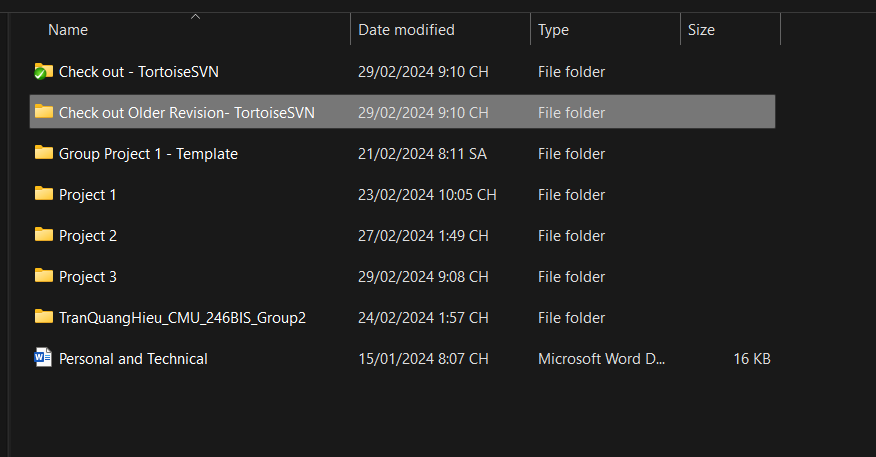 Name Date modified Type Size
Check out - TortoiseSVN 29/02/2024 9:10 CH File folder
Check out Older Revision- TortoiseSVN 29/02/2024 9:10 CH File folder
Group Project 1 - Template 21/02/2024 8:11 SA File folder
Project 1 23/02/2024 10:05 CH File folder
Project 2 27/02/2024 1:49 CH File folder
Project 3 29/02/2024 9:08 CH File folder
TranQuangHieu_CMU_246BIS_Group2 24/02/2024 1:57 CH File folder
Personal and Technical 15/01/2024 8:07 CH Microsoft Word D... 16 KB